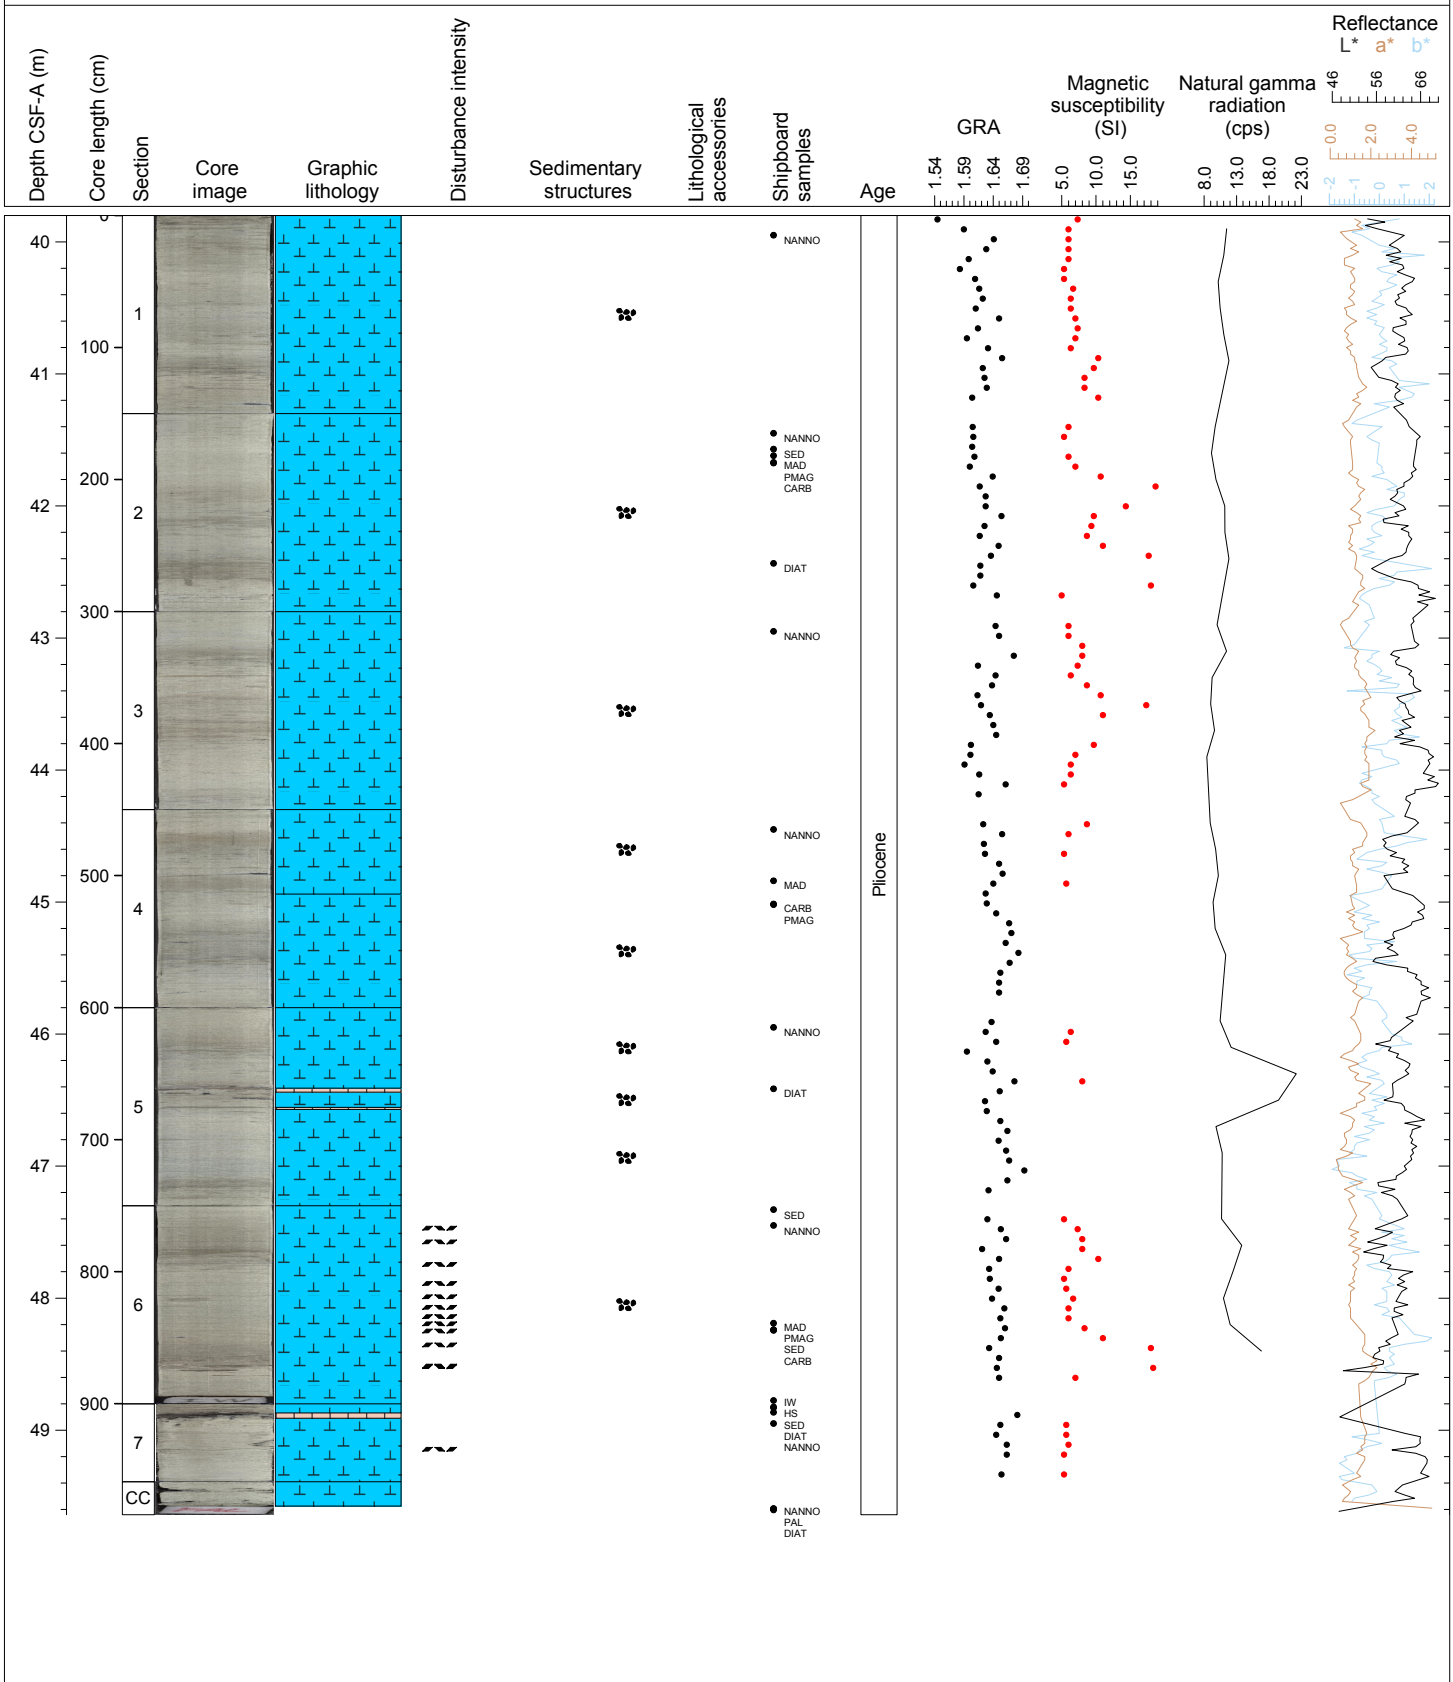 Depth CSF-A (m)
Core length (cm)
Section
Core
image
Graphic
lithology
Disturbance intensity
Sedimentary
structures
Lithological
accessories
Shipboard
samples
Age
GRA
Magnetic
susceptibility
(SI)
Natural gamma
radiation
(cps)
Reflectance
L* a* b*
1.54 1.59 1.64 1.69
5.0 10.0 15.0
8.0 13.0 18.0 23.0
46 56 66
0.0 2.0 4.0
-2 -1 0 1 2
0
40
NANNO
1
100
41
NANNO
SED
MAD
PMAG
CARB
200
42
2
DIAT
300
NANNO
43
3
400
44
NANNO
500
MAD
45
4
CARB
PMAG
600
NANNO
46
DIAT
5
700
47
SED
NANNO
800
48
6
MAD
PMAG
SED
CARB
900
IW
HS
SED
DIAT
NANNO
49
7
CC
NANNO
PAL
DIAT
Pliocene